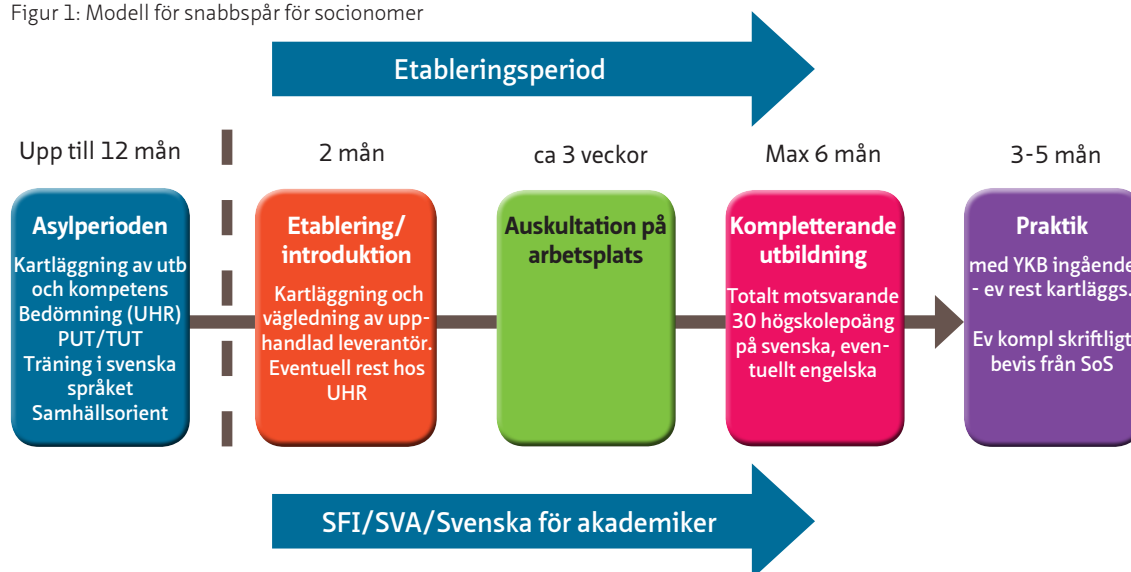 Figur 1: Modell för snabbspår för socionomer
Etableringsperiod
Upp till 12 mån
2 mån
ca 3 veckor
Max 6 mån
3-5 mån
Asylperioden
Kartläggning av utb
och kompetens
Bedömning (UHR)
PUT/TUT
Träning i svenska
språket
Samhällsorient
Etablering/
introduktion
Kartläggning och
vägledning av upp-
handlad leverantör.
Eventuell rest hos
UHR
Auskultation på
arbetsplats
Kompletterande
utbildning
Totalt motsvarande
30 högskolepoäng
på svenska, even-
tuellt engelska
Praktik
med YKB ingående
- ev rest kartläggs.
Ev kompl skriftligt
bevis från SoS
SFI/SVA/Svenska för akademiker